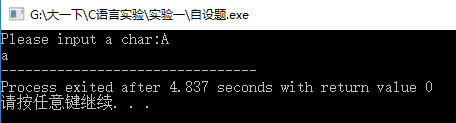 G:\大一下\C语言实验\实验一\自设题.exe
Please input a char:A
a
--------------------------------
Process exited after 4.837 seconds with return value 0
请按任意键继续. . .